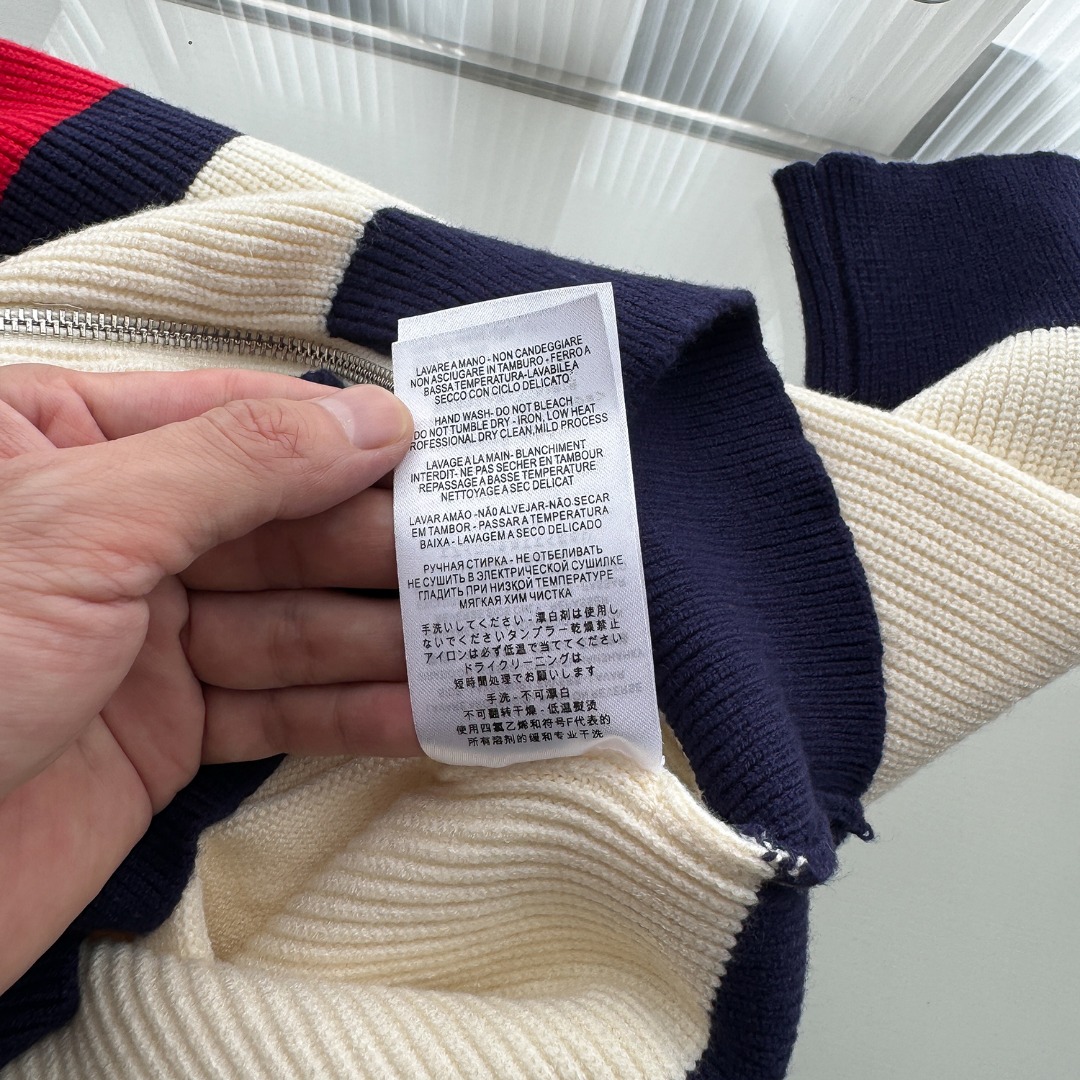 LAVARE A MANO - NON CANDEGGIARE
NON ASCIUGARE IN TAMBURO - FERRO A
BASSA TEMPERATURA-LAVABILE A
SECCO CON CICLO DELICATO
HAND WASH- DO NOT BLEACH
DO NOT TUMBLE DRY - IRON, LOW HEAT
ROFESSIONAL DRY CLEAN,MILD PROCESS
LAVAGE A LA MAIN- BLANCHIMENT
INTERDIT- NE PAS SECHER EN TAMBOUR
REPASSAGE A BASSE TEMPERATURE
NETTOYAGE A SEC DELICAT
LAVAR AMÃO -NÃO ALVEJAR-NÃO SECAR
EM TAMBOR - PASSAR A TEMPERATURA
BAIXA - LAVAGEM A SECO DELICADO
РУЧНАЯ СТИРКА - НЕ ОТБЕЛИВАТЬ
НЕ СУШИТЬ В ЭЛЕКТРИЧЕСКОЙ СУШИЛКЕ
ГЛАДИТЬ ПРИ НИЗКОЙ ТЕМПЕРАТУРЕ
МЯГКАЯ ХИМ ЧИСТКА
手洗いしてください - 漂白剤は使用し
ないでくださいタンブラー乾燥禁止
アイロンは必ず低温で当ててください
ドライクリーニングは
短時間処理でお願いします
手洗 - 不可漂白
不可翻转干燥 - 低温熨烫
使用四氯乙烯和符号F代表的
所有溶剂的缓和专业干洗